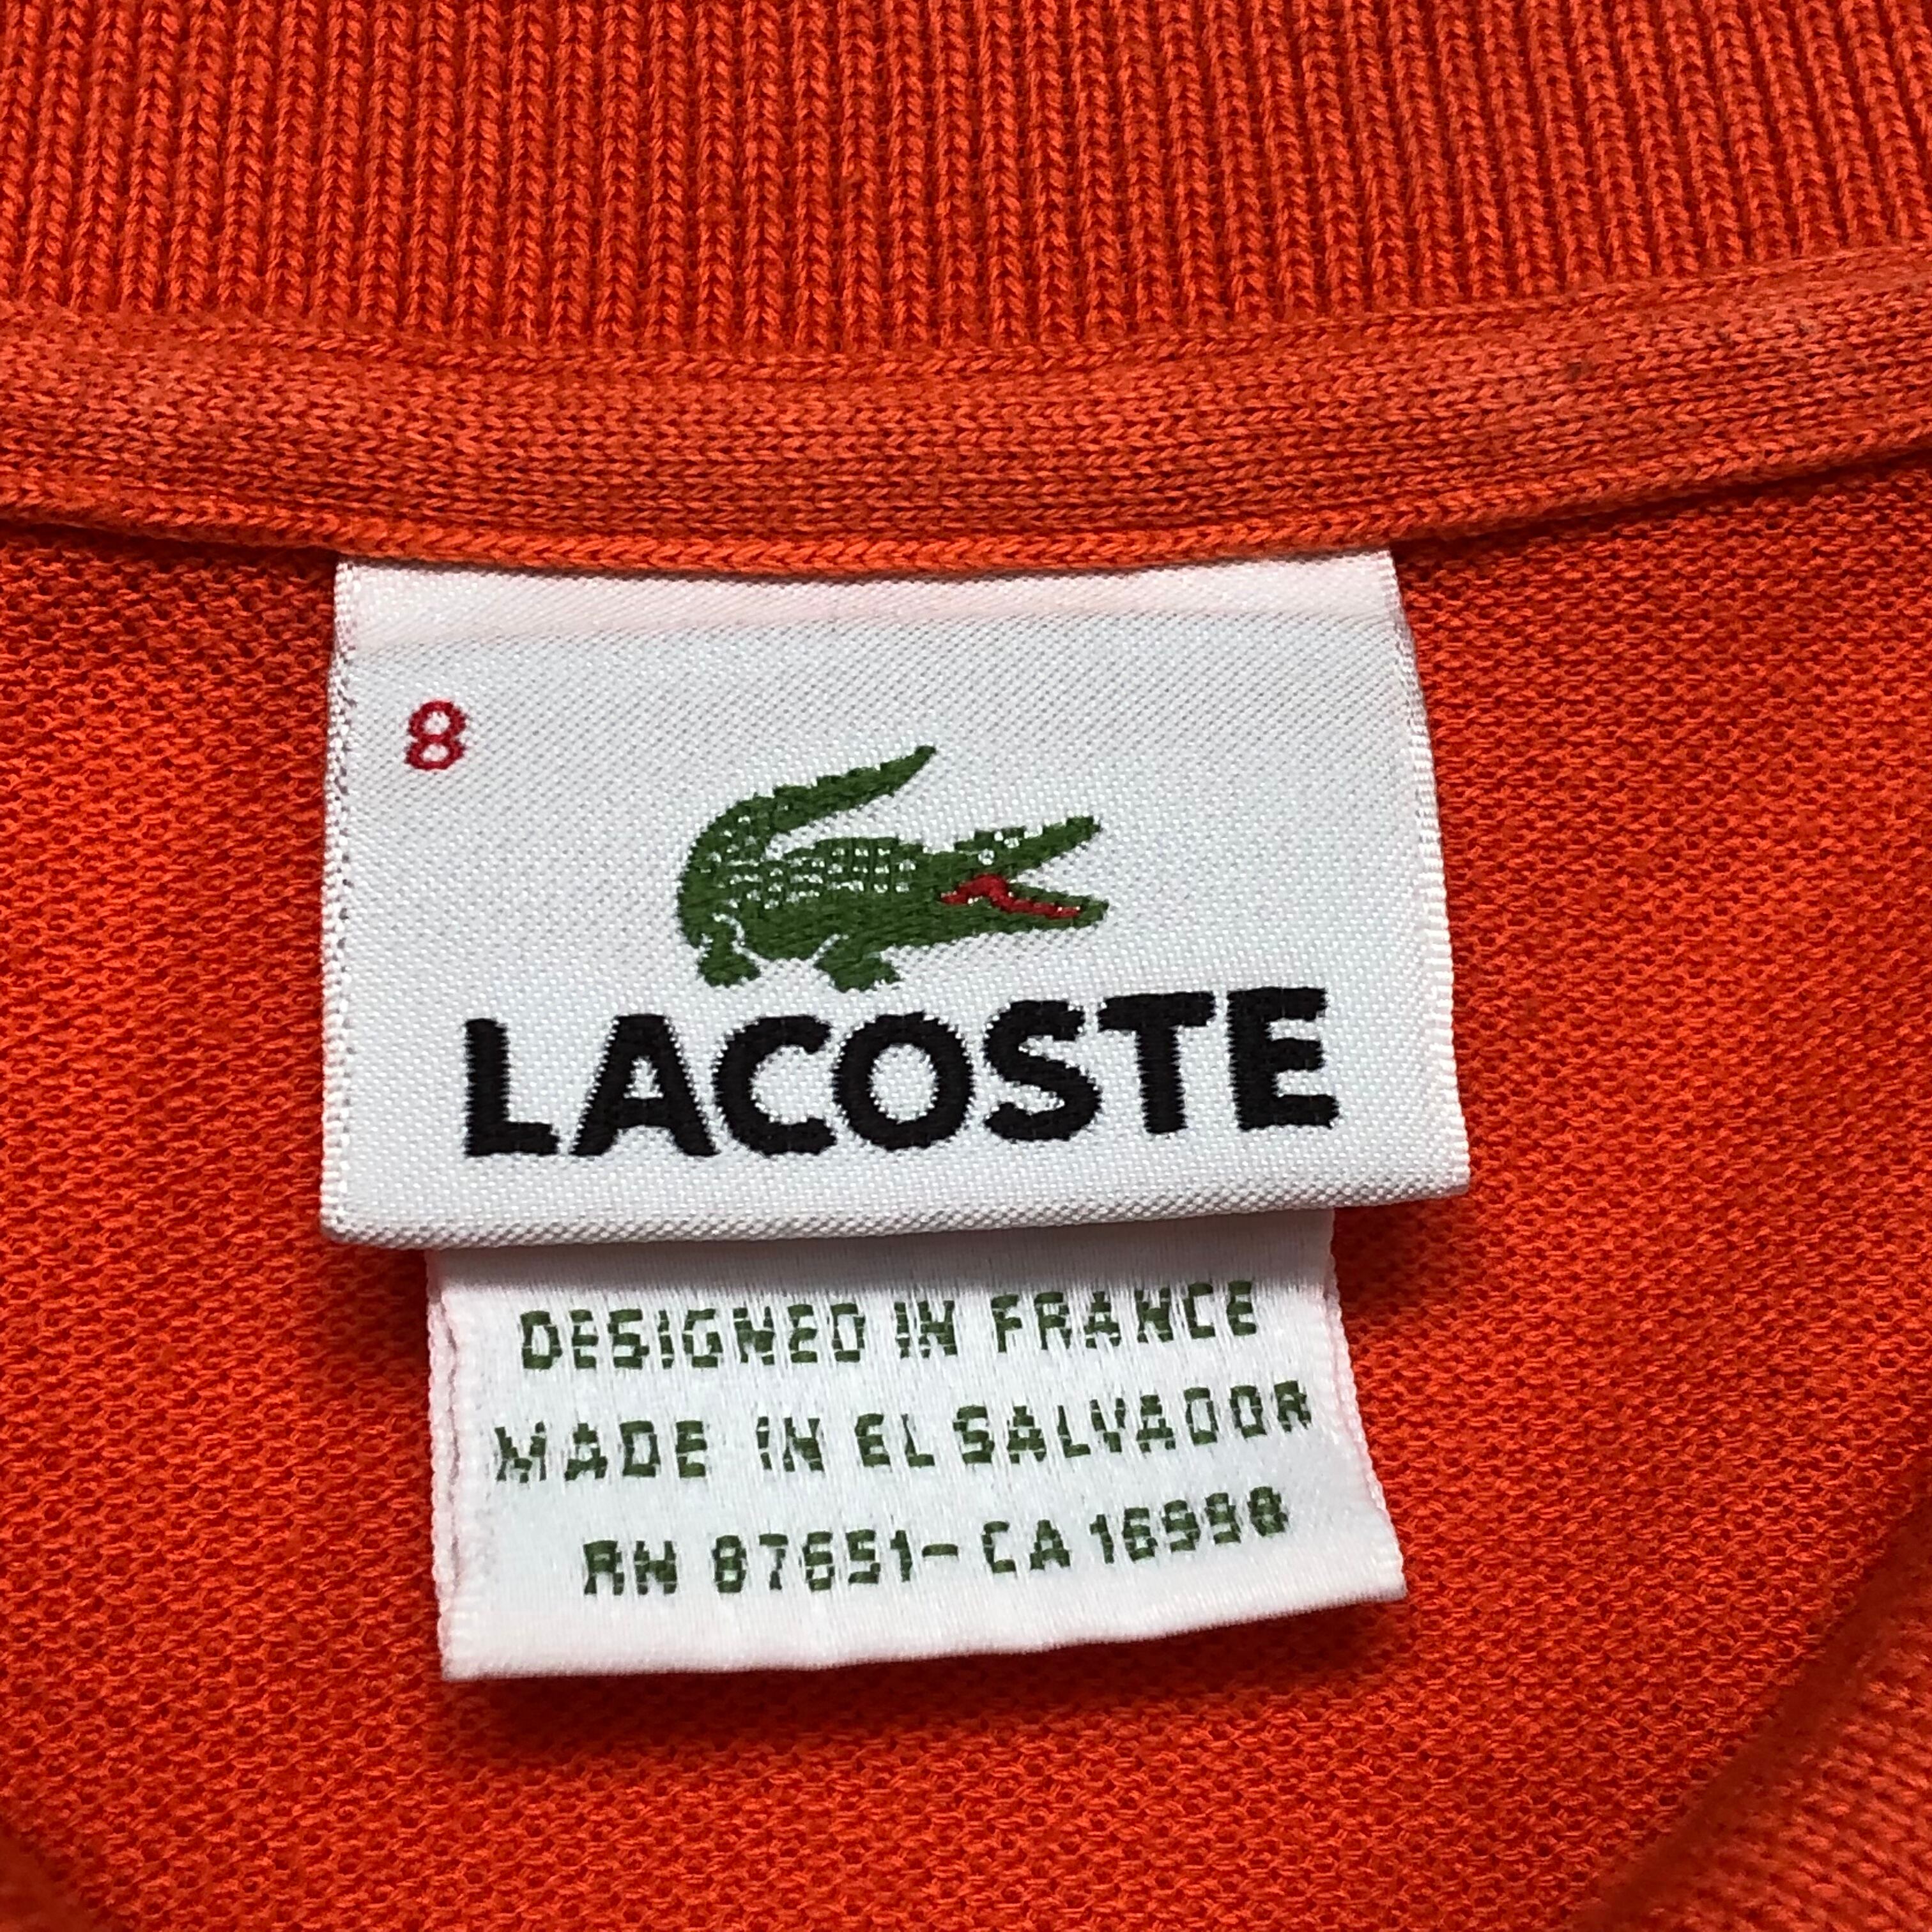 8
LACOSTE
DESIGNED IN FRANCE
MADE IN EL SALVADOR
RN 87651-CA 16998